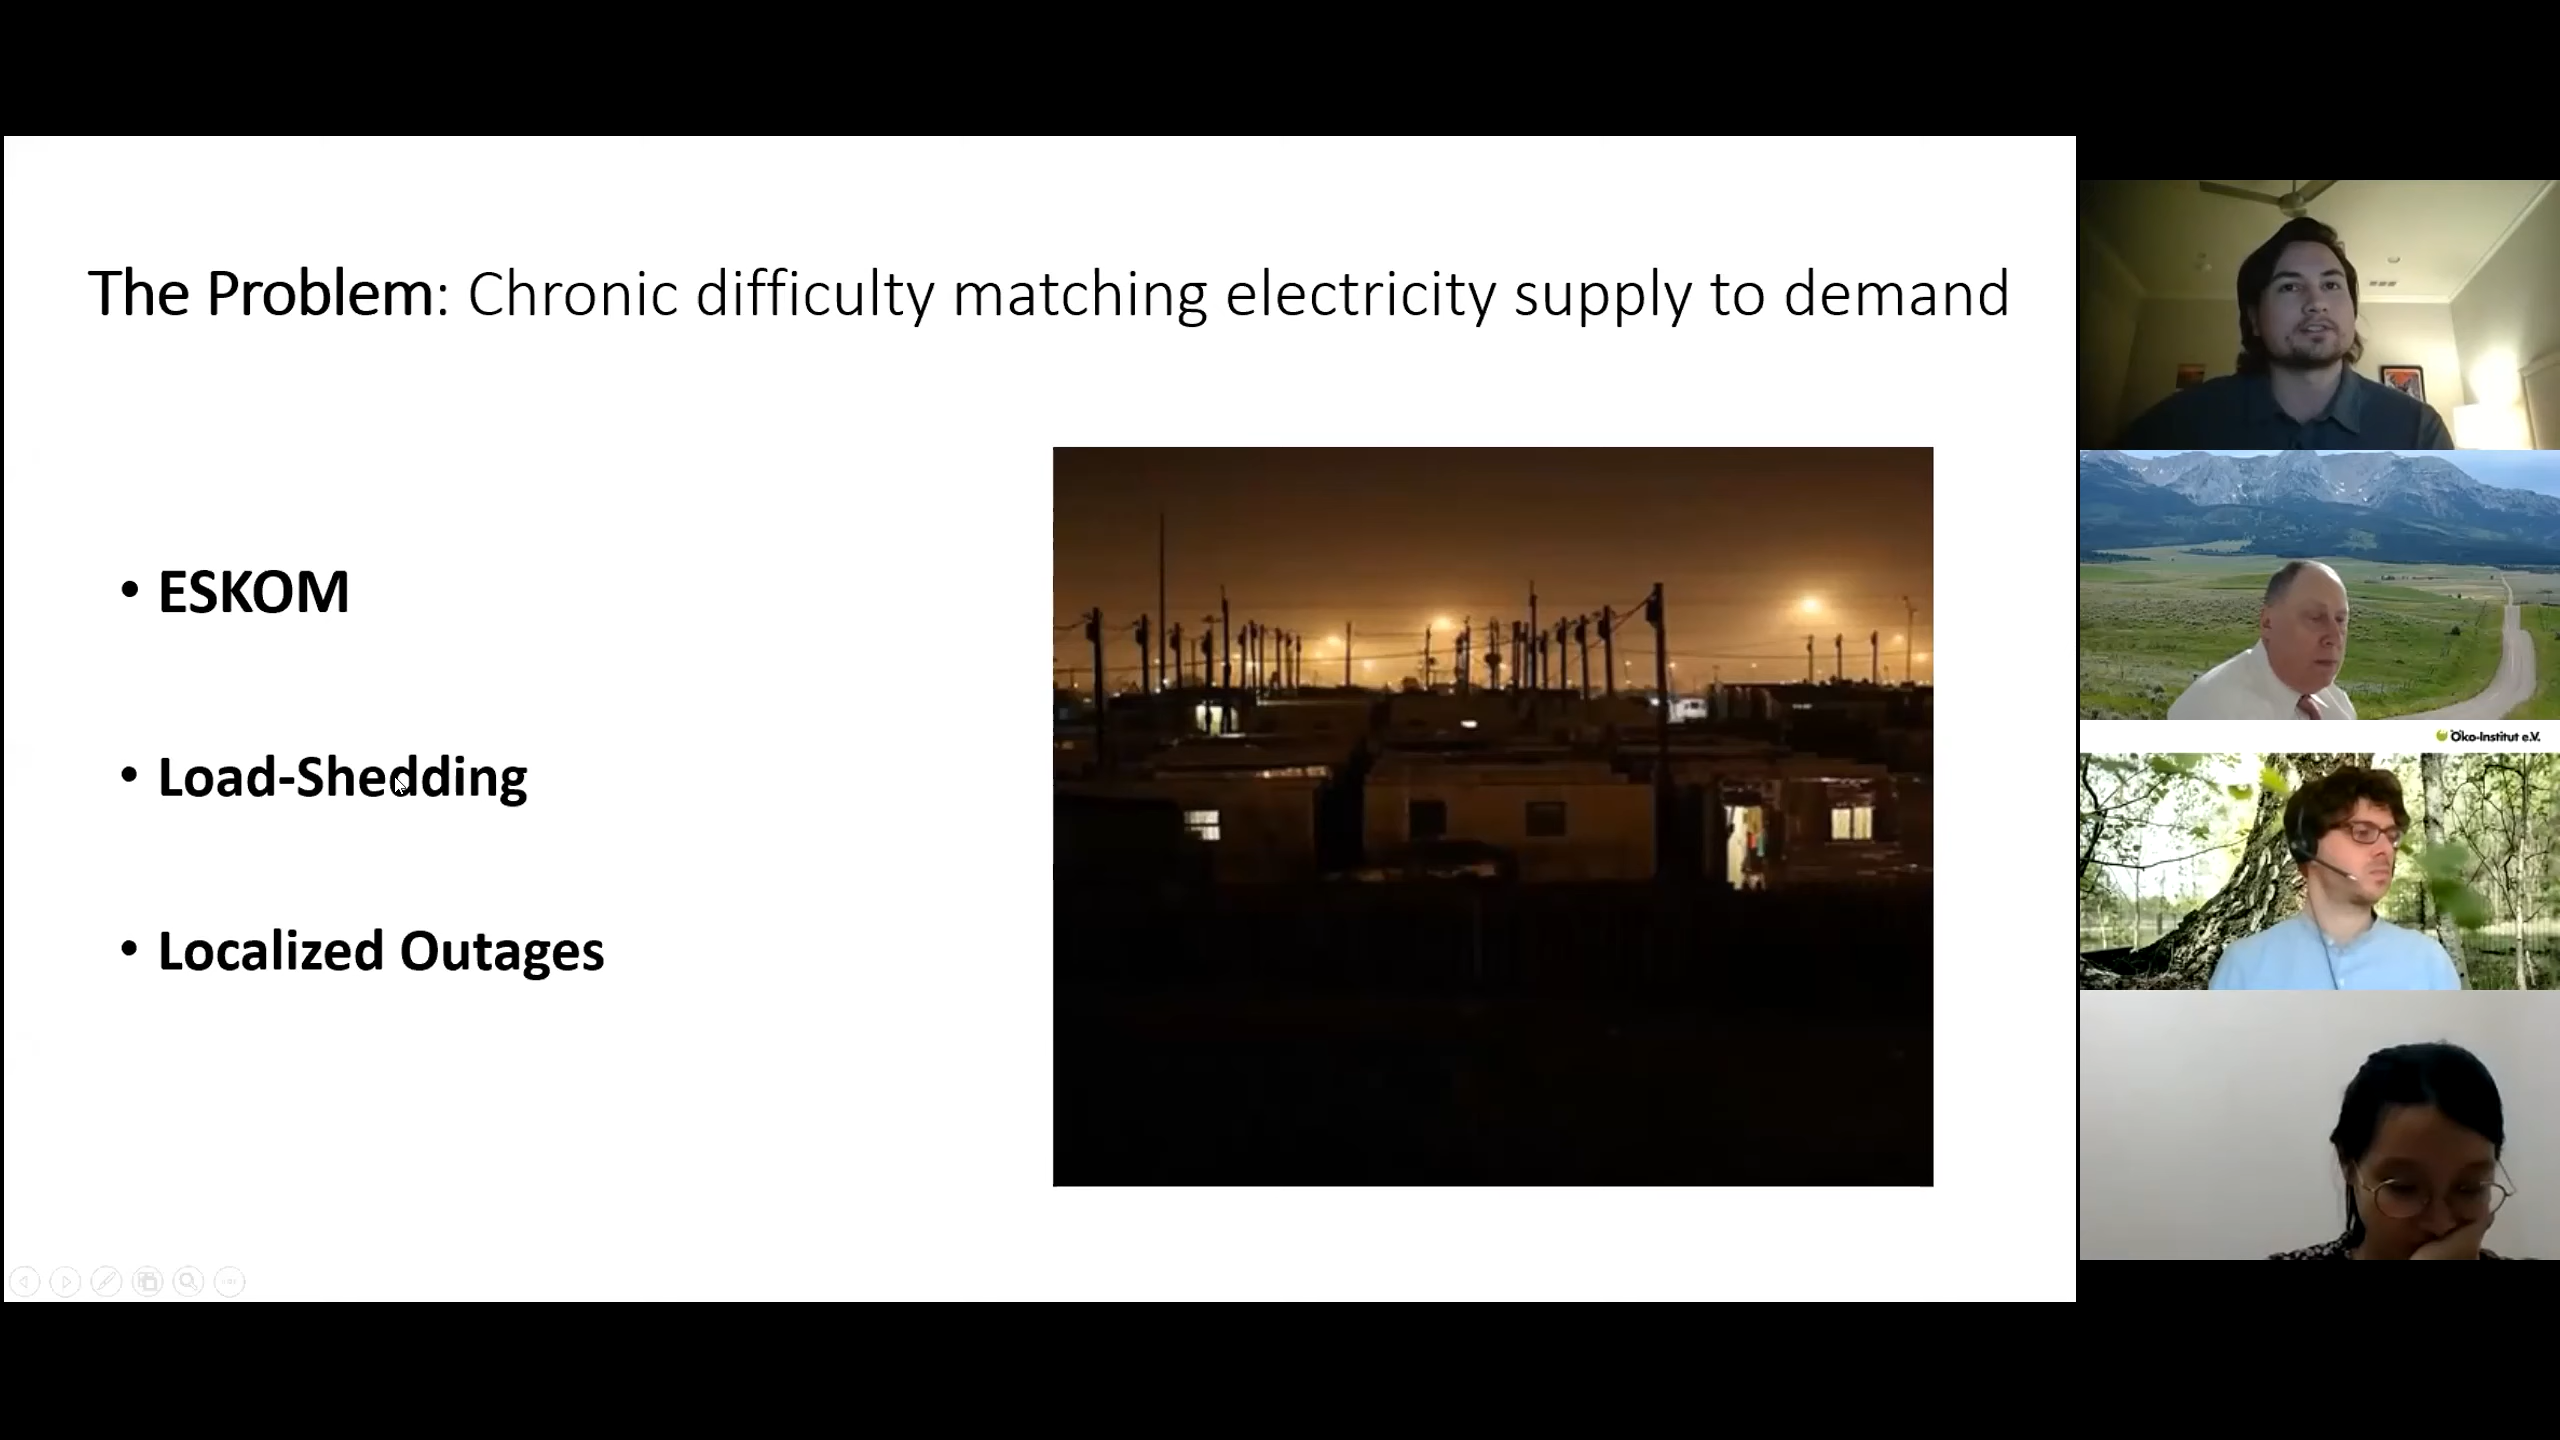 The Problem: Chronic difficulty matching electricity supply to demand
• ESKOM
• Load-Shedding
• Localized Outages
Öko-Institut e.V.